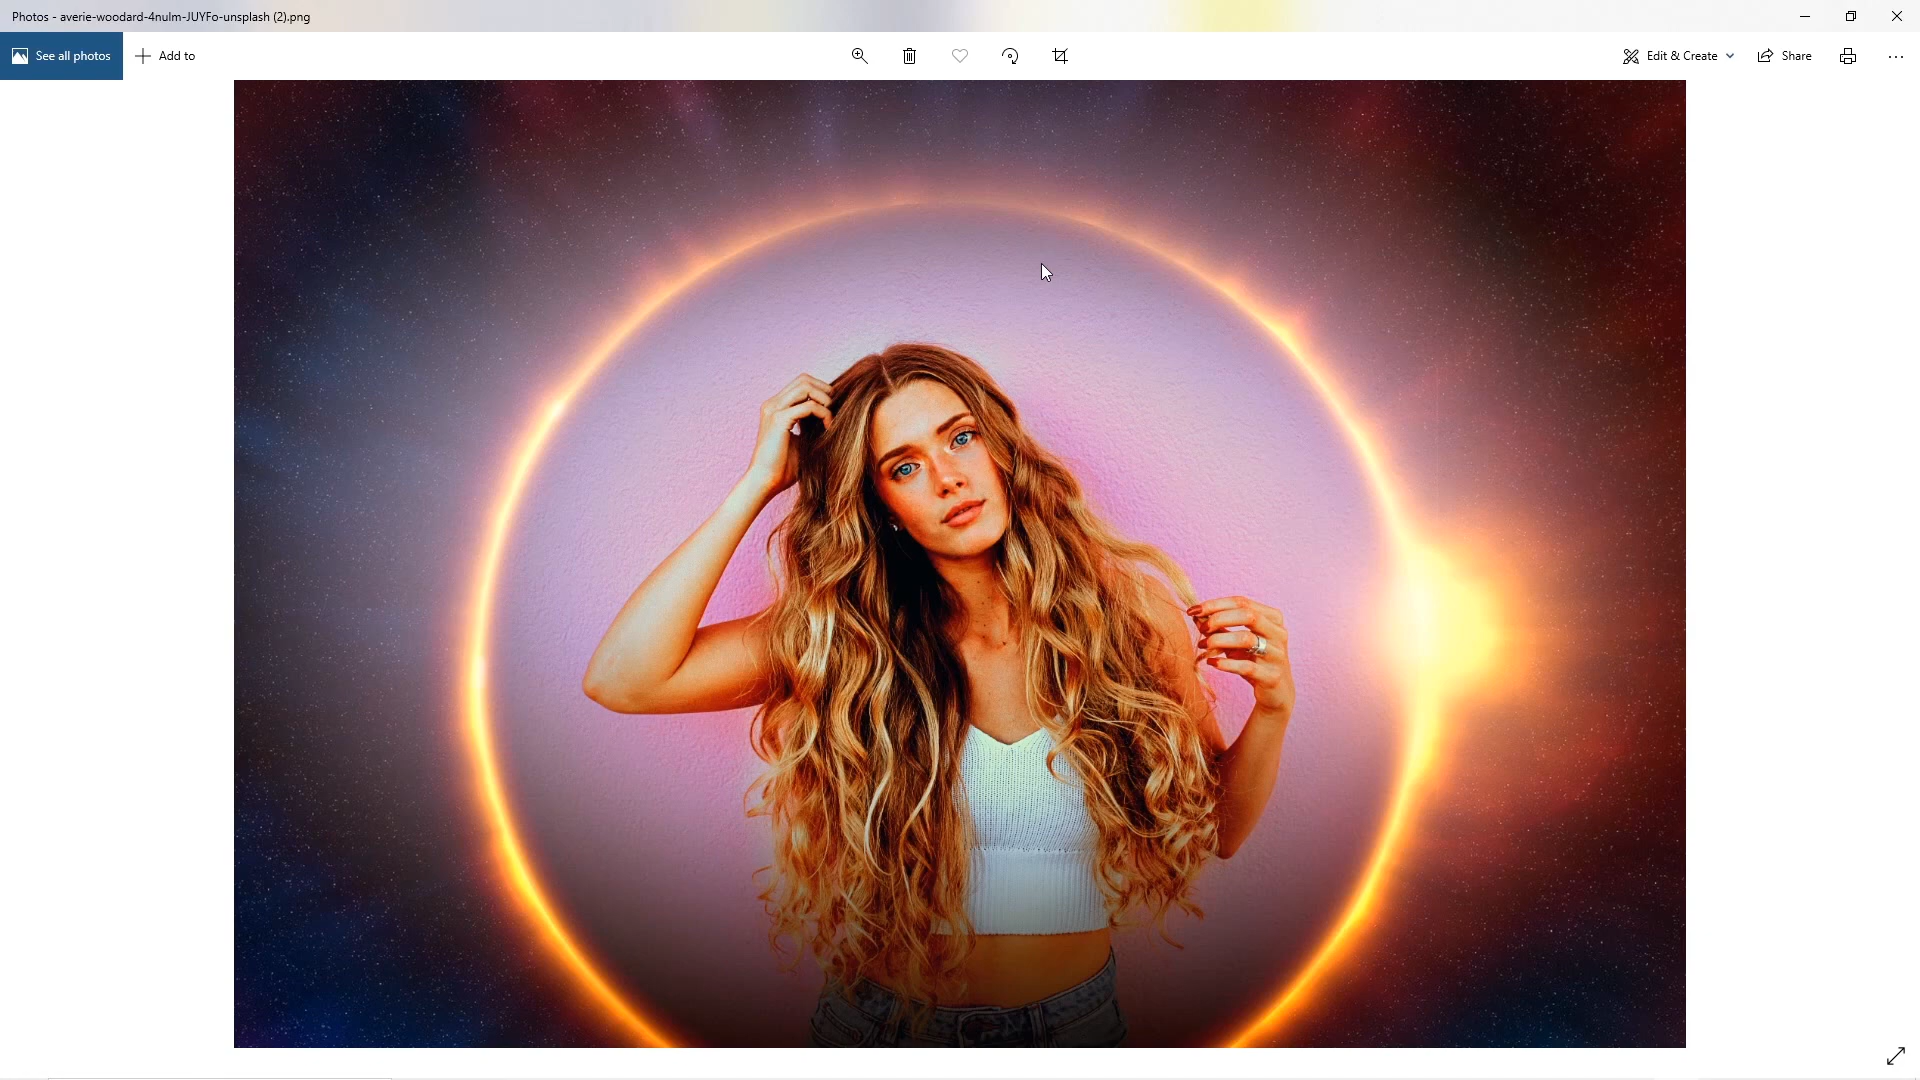 Photos - averie-woodard-4nulm-JUYFo-unsplash (2).png
See all photos
Add to
Edit & Create
Share